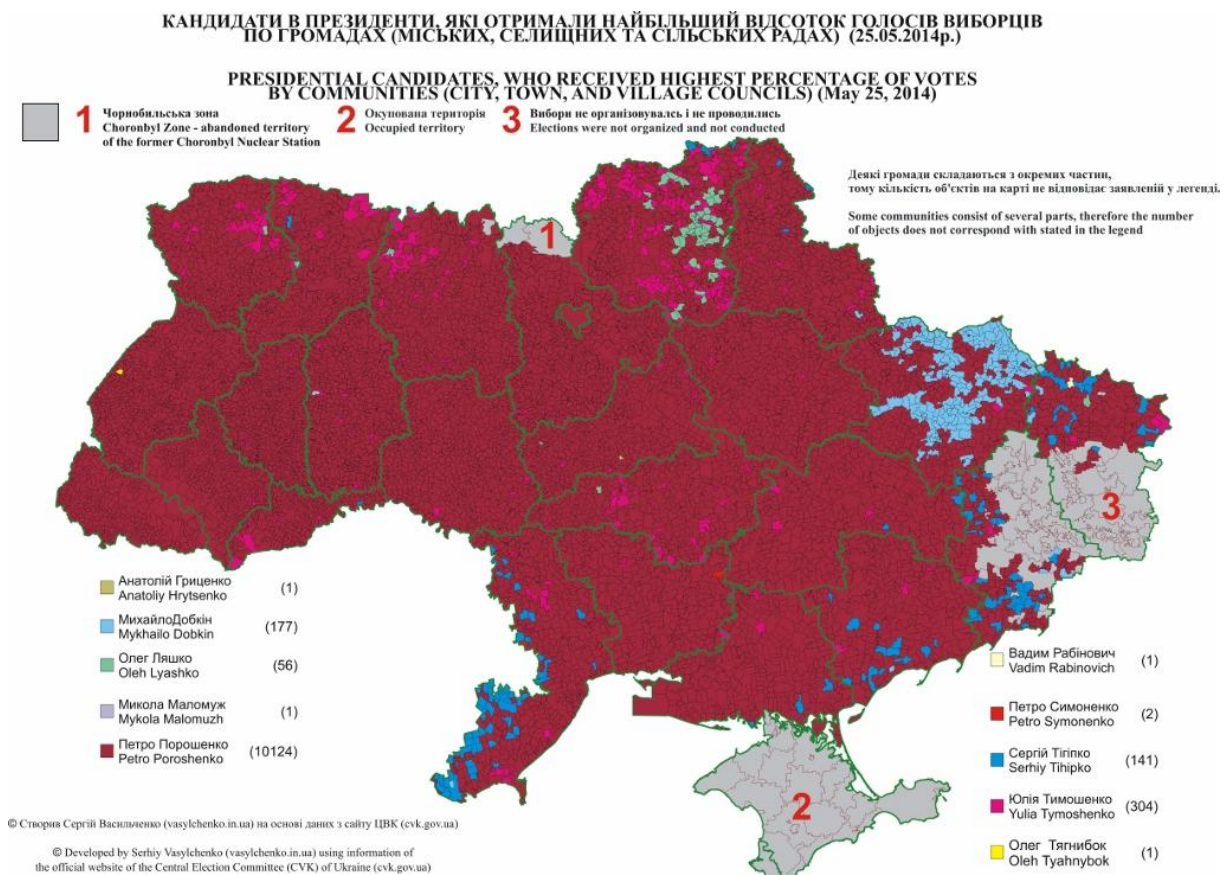 КАНДИДАТИ В ПРЕЗИДЕНТИ, ЯКІ ОТРИМАЛИ НАЙБІЛЬШИЙ ВІДСОТОК ГОЛОСІВ ВИБОРЦІВ
ПО ГРОМАДАХ (МІСЬКИХ, СЕЛИЩНИХ ТА СІЛЬСЬКИХ РАДАХ) (25.05.2014р.)
PRESIDENTIAL CANDIDATES, WHO RECEIVED HIGHEST PERCENTAGE OF VOTES
BY COMMUNITIES (CITY, TOWN, AND VILLAGE COUNCILS) (May 25, 2014)
1 Чорнобильська зона
Choronbyl Zone - abandoned territory
of the former Choronbyl Nuclear Station
2 Окупована територія
Occupied territory
3 Вибори не організовувались і не проводились
Elections were not organized and not conducted
Деякі громади складаються з окремих частин,
тому кількість об'єктів на карті не відповідає заявленій у легенді.
Some communities consist of several parts, therefore the number
of objects does not correspond with stated in the legend
1
3
2
Анатолій Гриценко (1)
Anatoliy Hrytsenko
МихайлоДобкін (177)
Mykhailo Dobkin
Олег Ляшко (56)
Oleh Lyashko
Микола Маломуж (1)
Mykola Malomuzh
Петро Порошенко (10124)
Petro Poroshenko
Вадим Рабінович (1)
Vadim Rabinovich
Петро Симоненко (2)
Petro Symonenko
Сергій Тігіпко (141)
Serhiy Tihipko
Юлія Тимошенко (304)
Yulia Tymoshenko
Олег Тягнибок (1)
Oleh Tyahnybok
© Створив Сергій Васильченко (vasylchenko.in.ua) на основі даних з сайту ЦВК (cvk.gov.ua)
© Developed by Serhiy Vasylchenko (vasylchenko.in.ua) using information of
the official website of the Central Election Committee (CVK) of Ukraine (cvk.gov.ua)